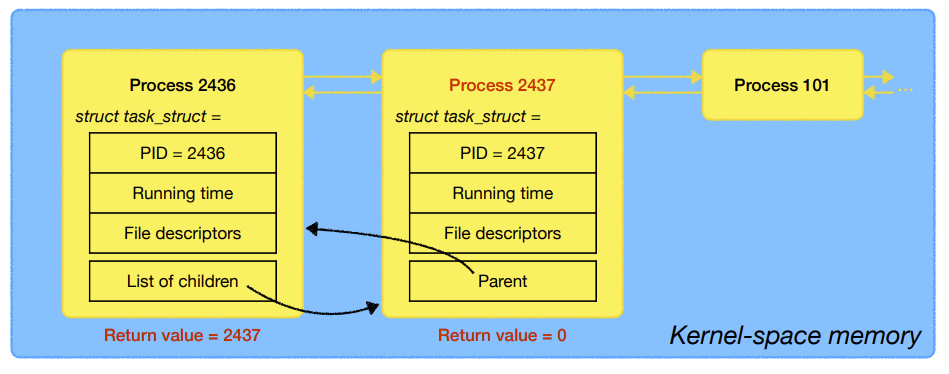 Process 2436
struct task_struct =
PID = 2436
Running time
File descriptors
List of children
Return value = 2437
Process 2437
struct task_struct =
PID = 2437
Running time
File descriptors
Parent
Return value = 0
Process 101
...
Kernel-space memory